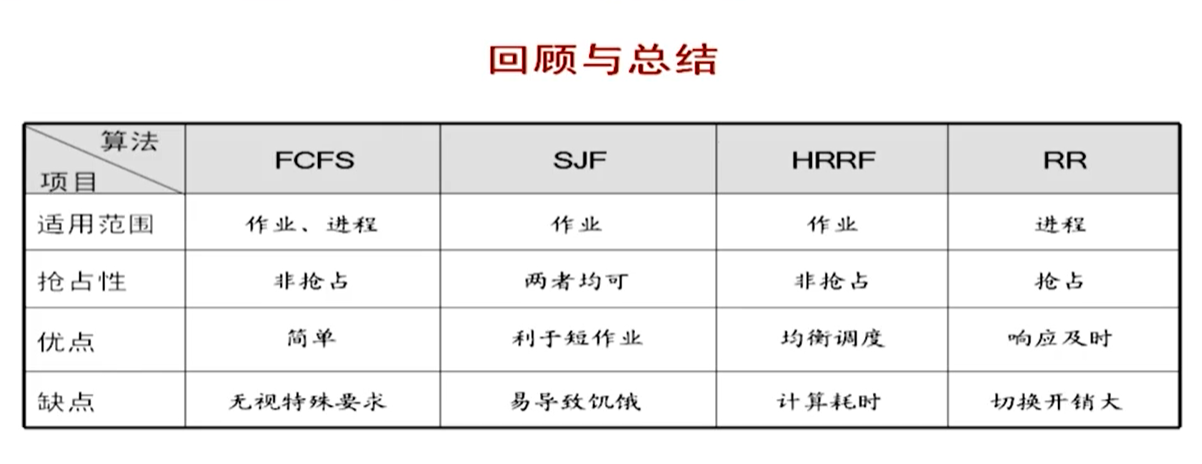 回顾与总结
算法
项目 FCFS SJF HRRF RR
适用范围 作业、进程 作业 作业 进程
抢占性 非抢占 两者均可 非抢占 抢占
优点 简单 利于短作业 均衡调度 响应及时
缺点 无视特殊要求 易导致饥饿 计算耗时 切换开销大